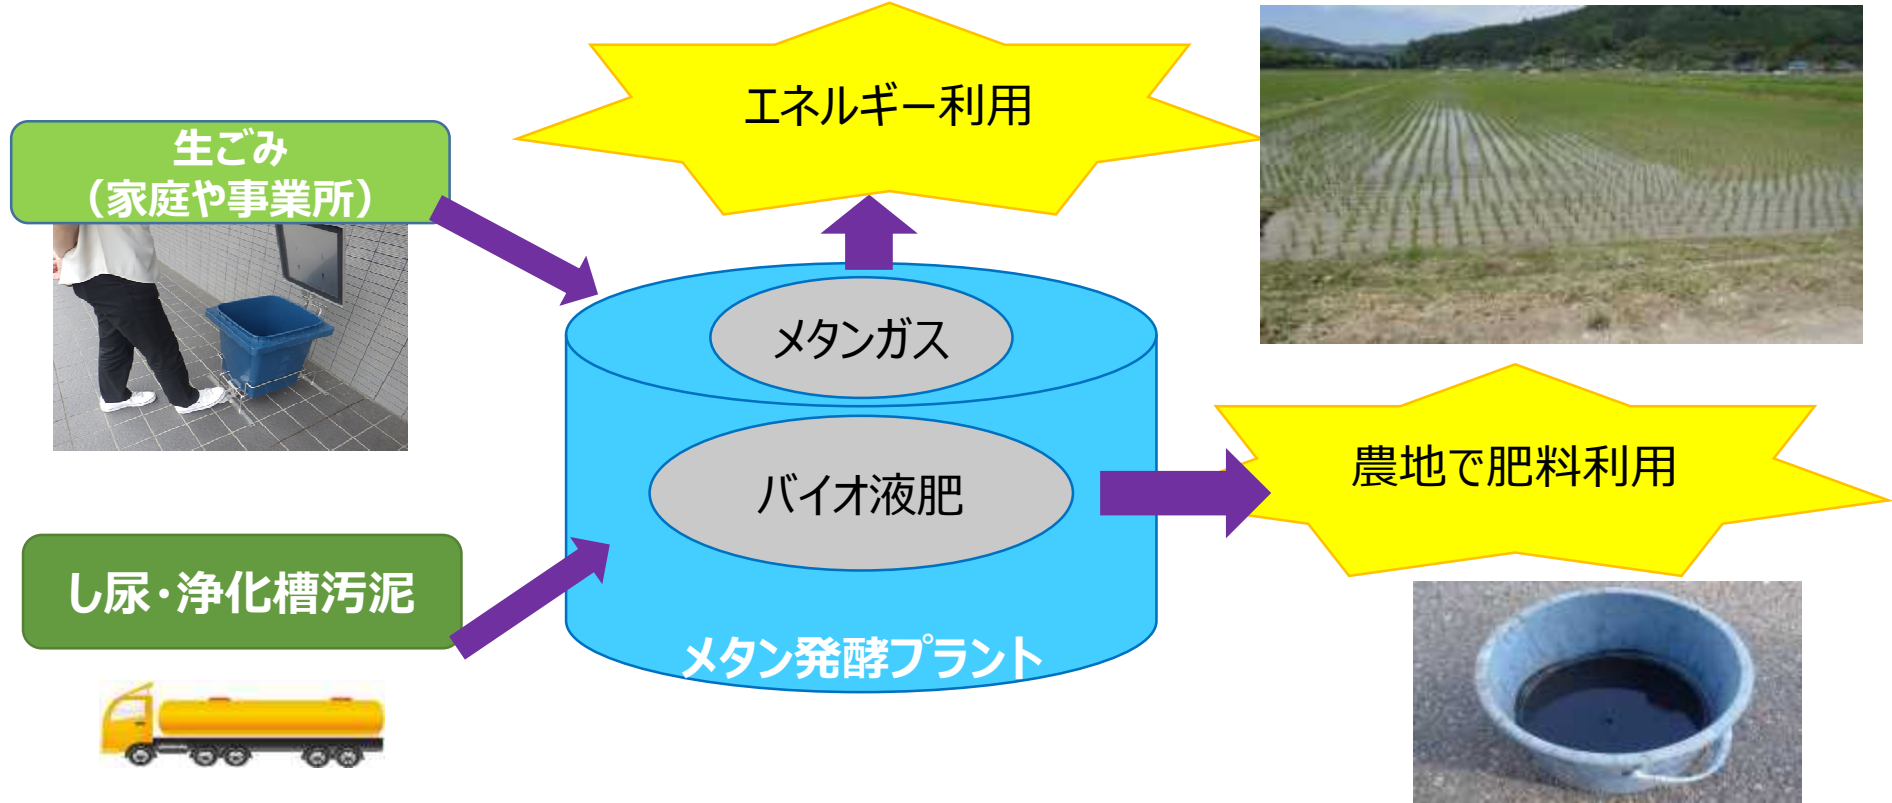 エネルギー利用
生ごみ
（家庭や事業所）
メタンガス
バイオ液肥
農地で肥料利用
し尿・浄化槽汚泥
メタン発酵プラント